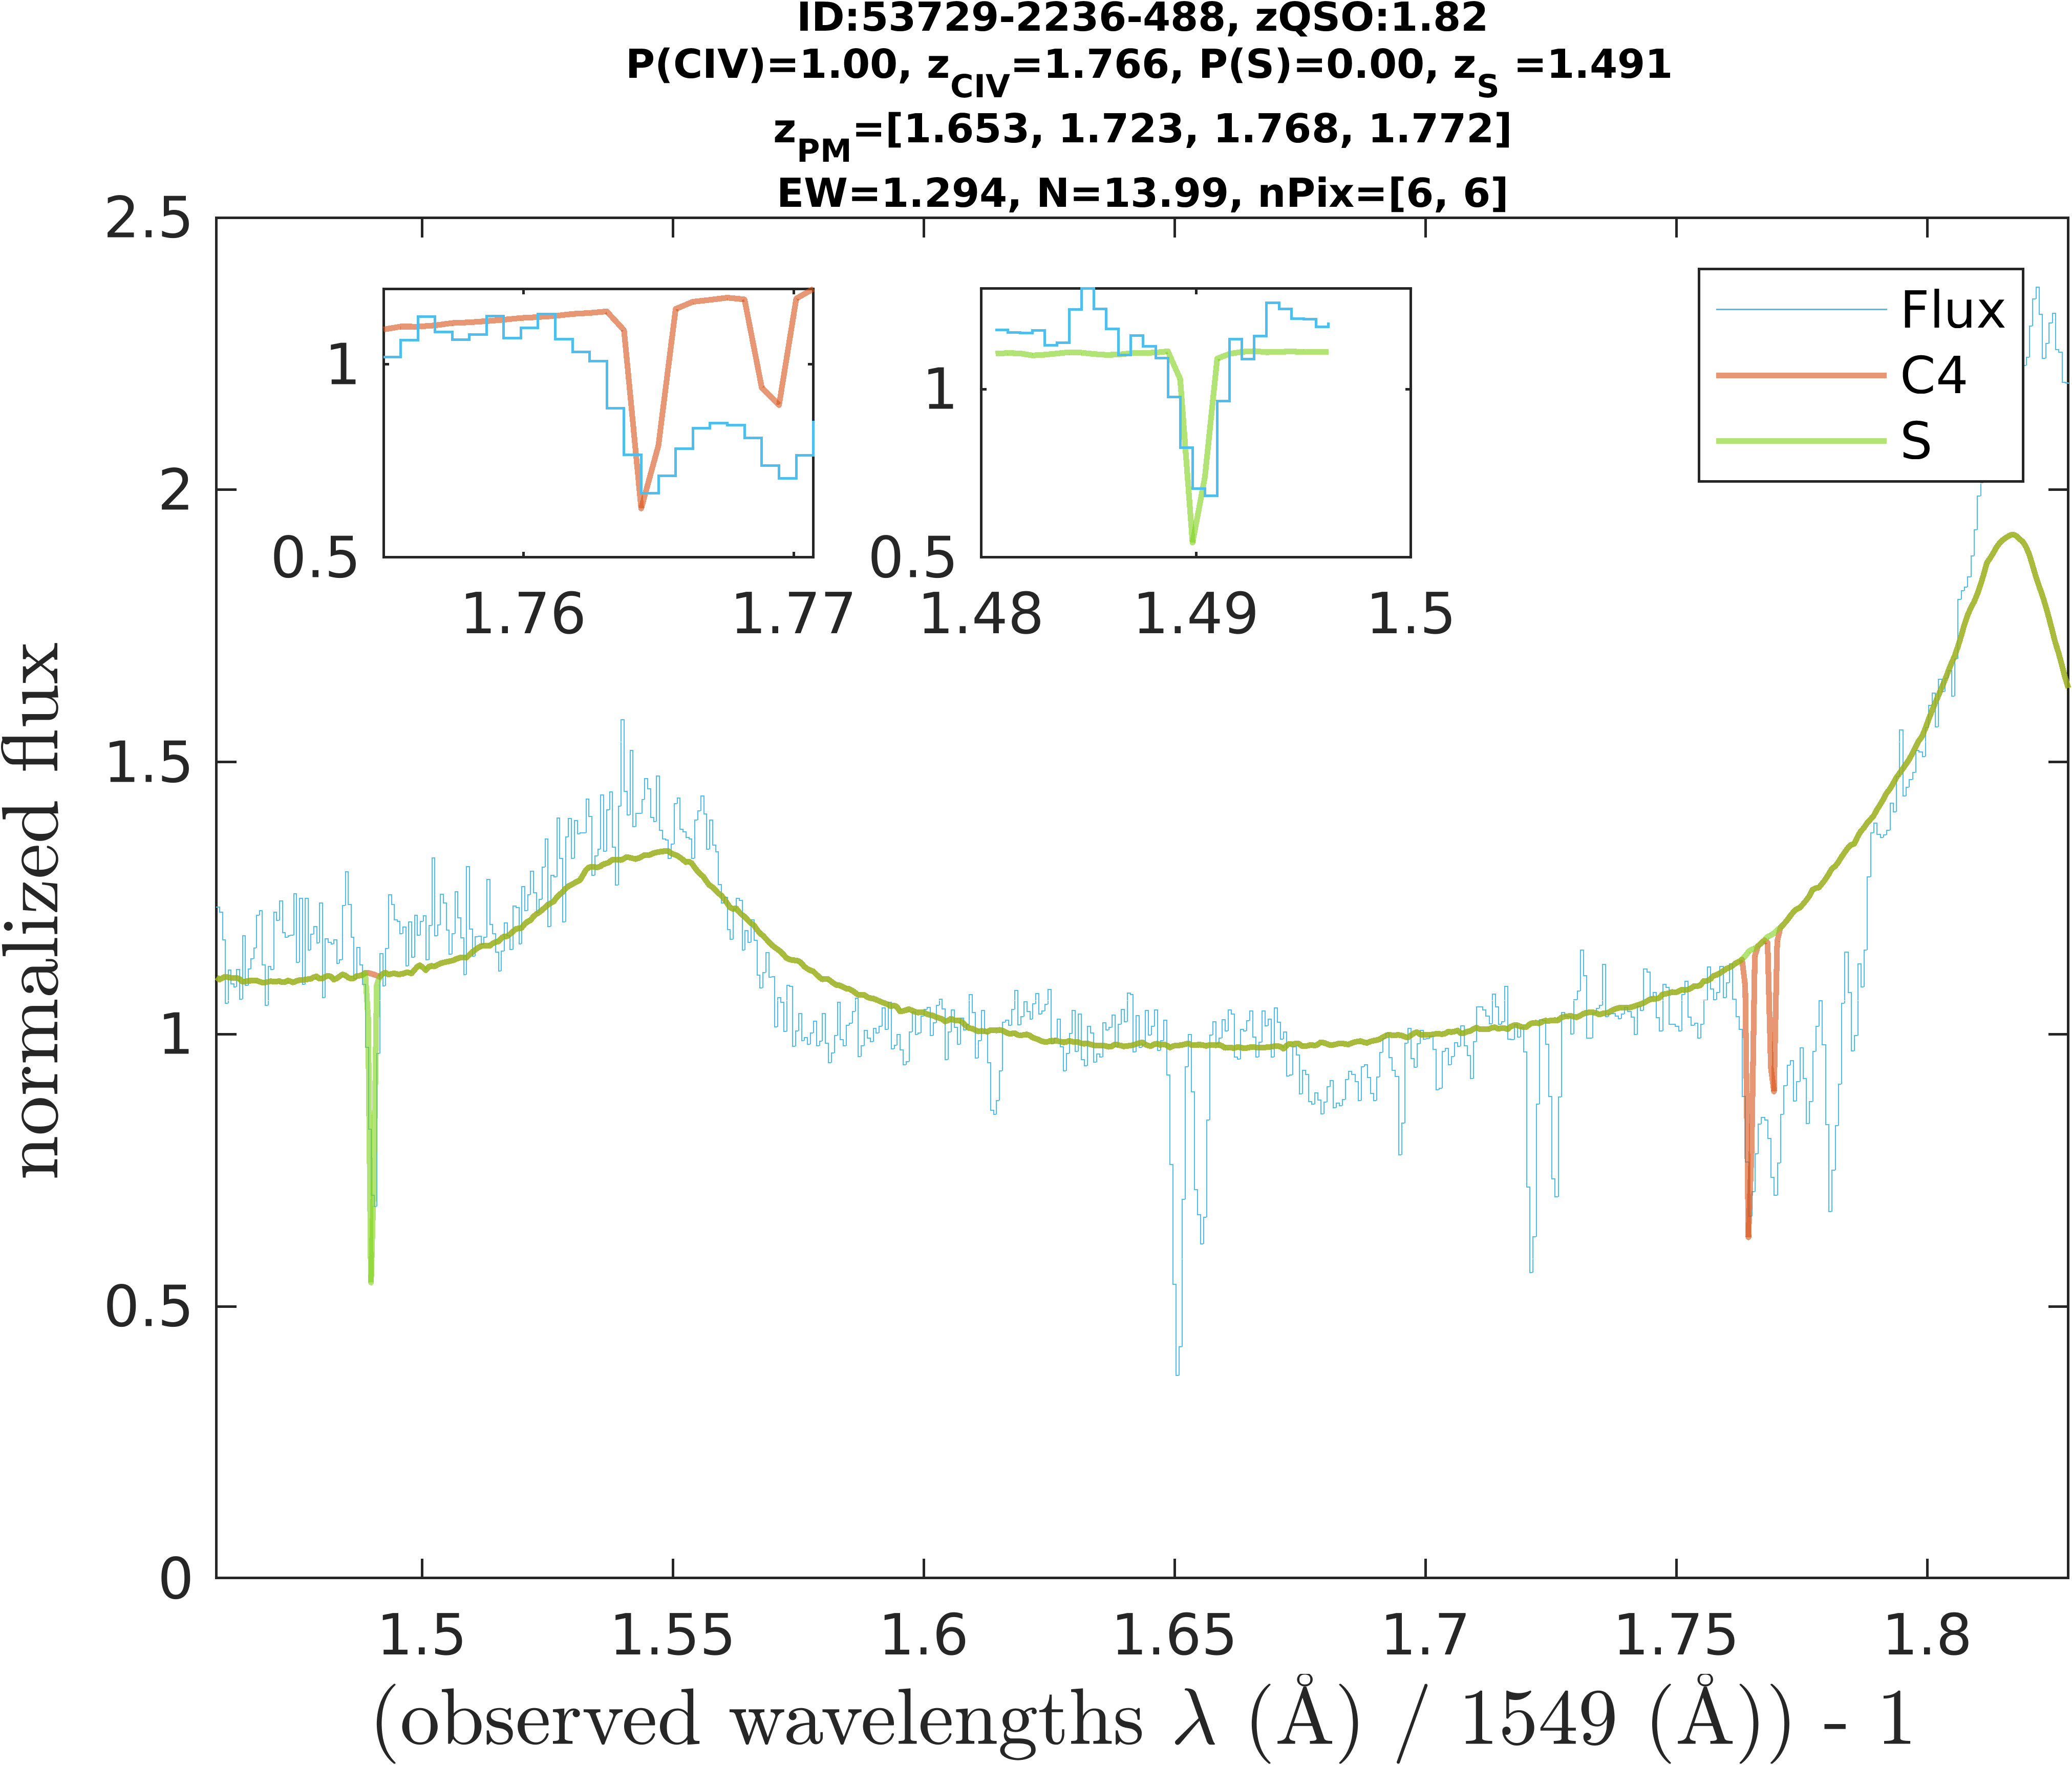 ID:53729-2236-488, zQSO:1.82
P(CIV)=1.00, zCIV=1.766, P(S)=0.00, zS =1.491
zPM=[1.653, 1.723, 1.768, 1.772]
EW=1.294, N=13.99, nPix=[6, 6]
2.5
2
1.5
1
0.5
0
normalized flux
1
0.5
1.76
1.77
1
0.5
1.48
1.49
1.5
Flux
C4
S
1.5
1.55
1.6
1.65
1.7
1.75
1.8
(observed wavelengths λ (Å) / 1549 (Å)) - 1